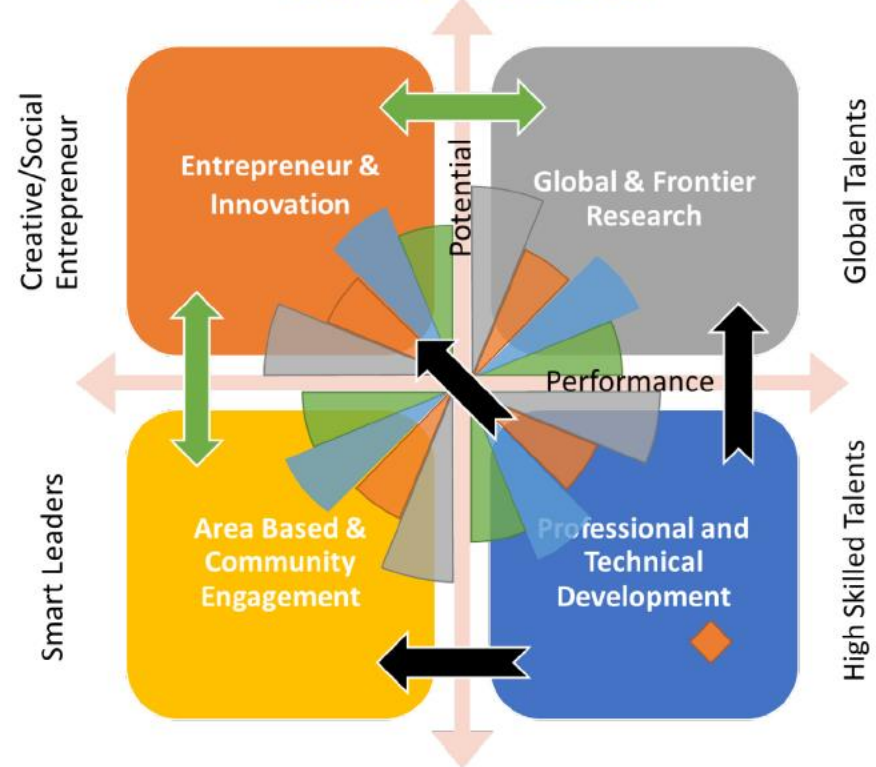 Creative/Social
Entrepreneur
Entrepreneur &
Innovation
Potential
Global & Frontier
Research
Global Talents
Performance
Smart Leaders
Area Based &
Community
Engagement
Professional and
Technical
Development
High Skilled Talents